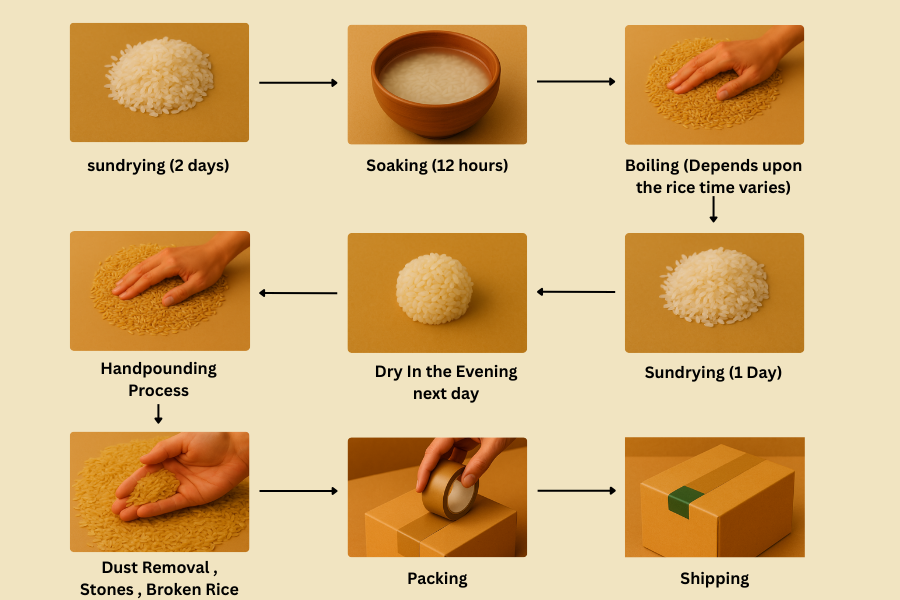 sundrying (2 days)
Soaking (12 hours)
Boiling (Depends upon
the rice time varies)
Handpounding
Process
Dry In the Evening
next day
Sundrying (1 Day)
Dust Removal ,
Stones , Broken Rice
Packing
Shipping